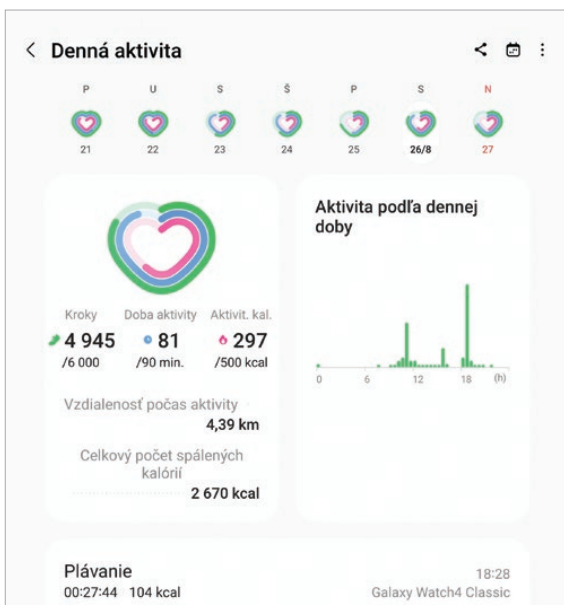 Denná aktivita
P U S Š P S N
21 22 23 24 25 26/8 27
Kroky Doba aktivity Aktivit. kal.
4 945 81 297
/6 000 /90 min. /500 kcal
Vzdialenosť počas aktivity
4,39 km
Celkový počet spálených
kalórií
2 670 kcal
Aktivita podľa dennej
doby
0 6 12 18 (h)
Plávanie
00:27:44 104 kcal
18:28
Galaxy Watch4 Classic